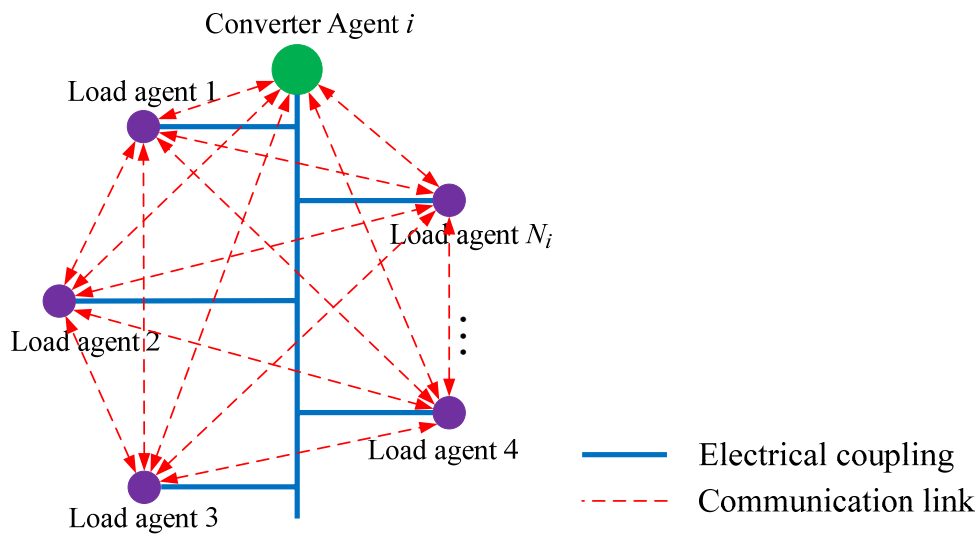 Converter Agent i
Load agent 1
Load agent Ni
Load agent 2
Load agent 4
Load agent 3
Electrical coupling
Communication link